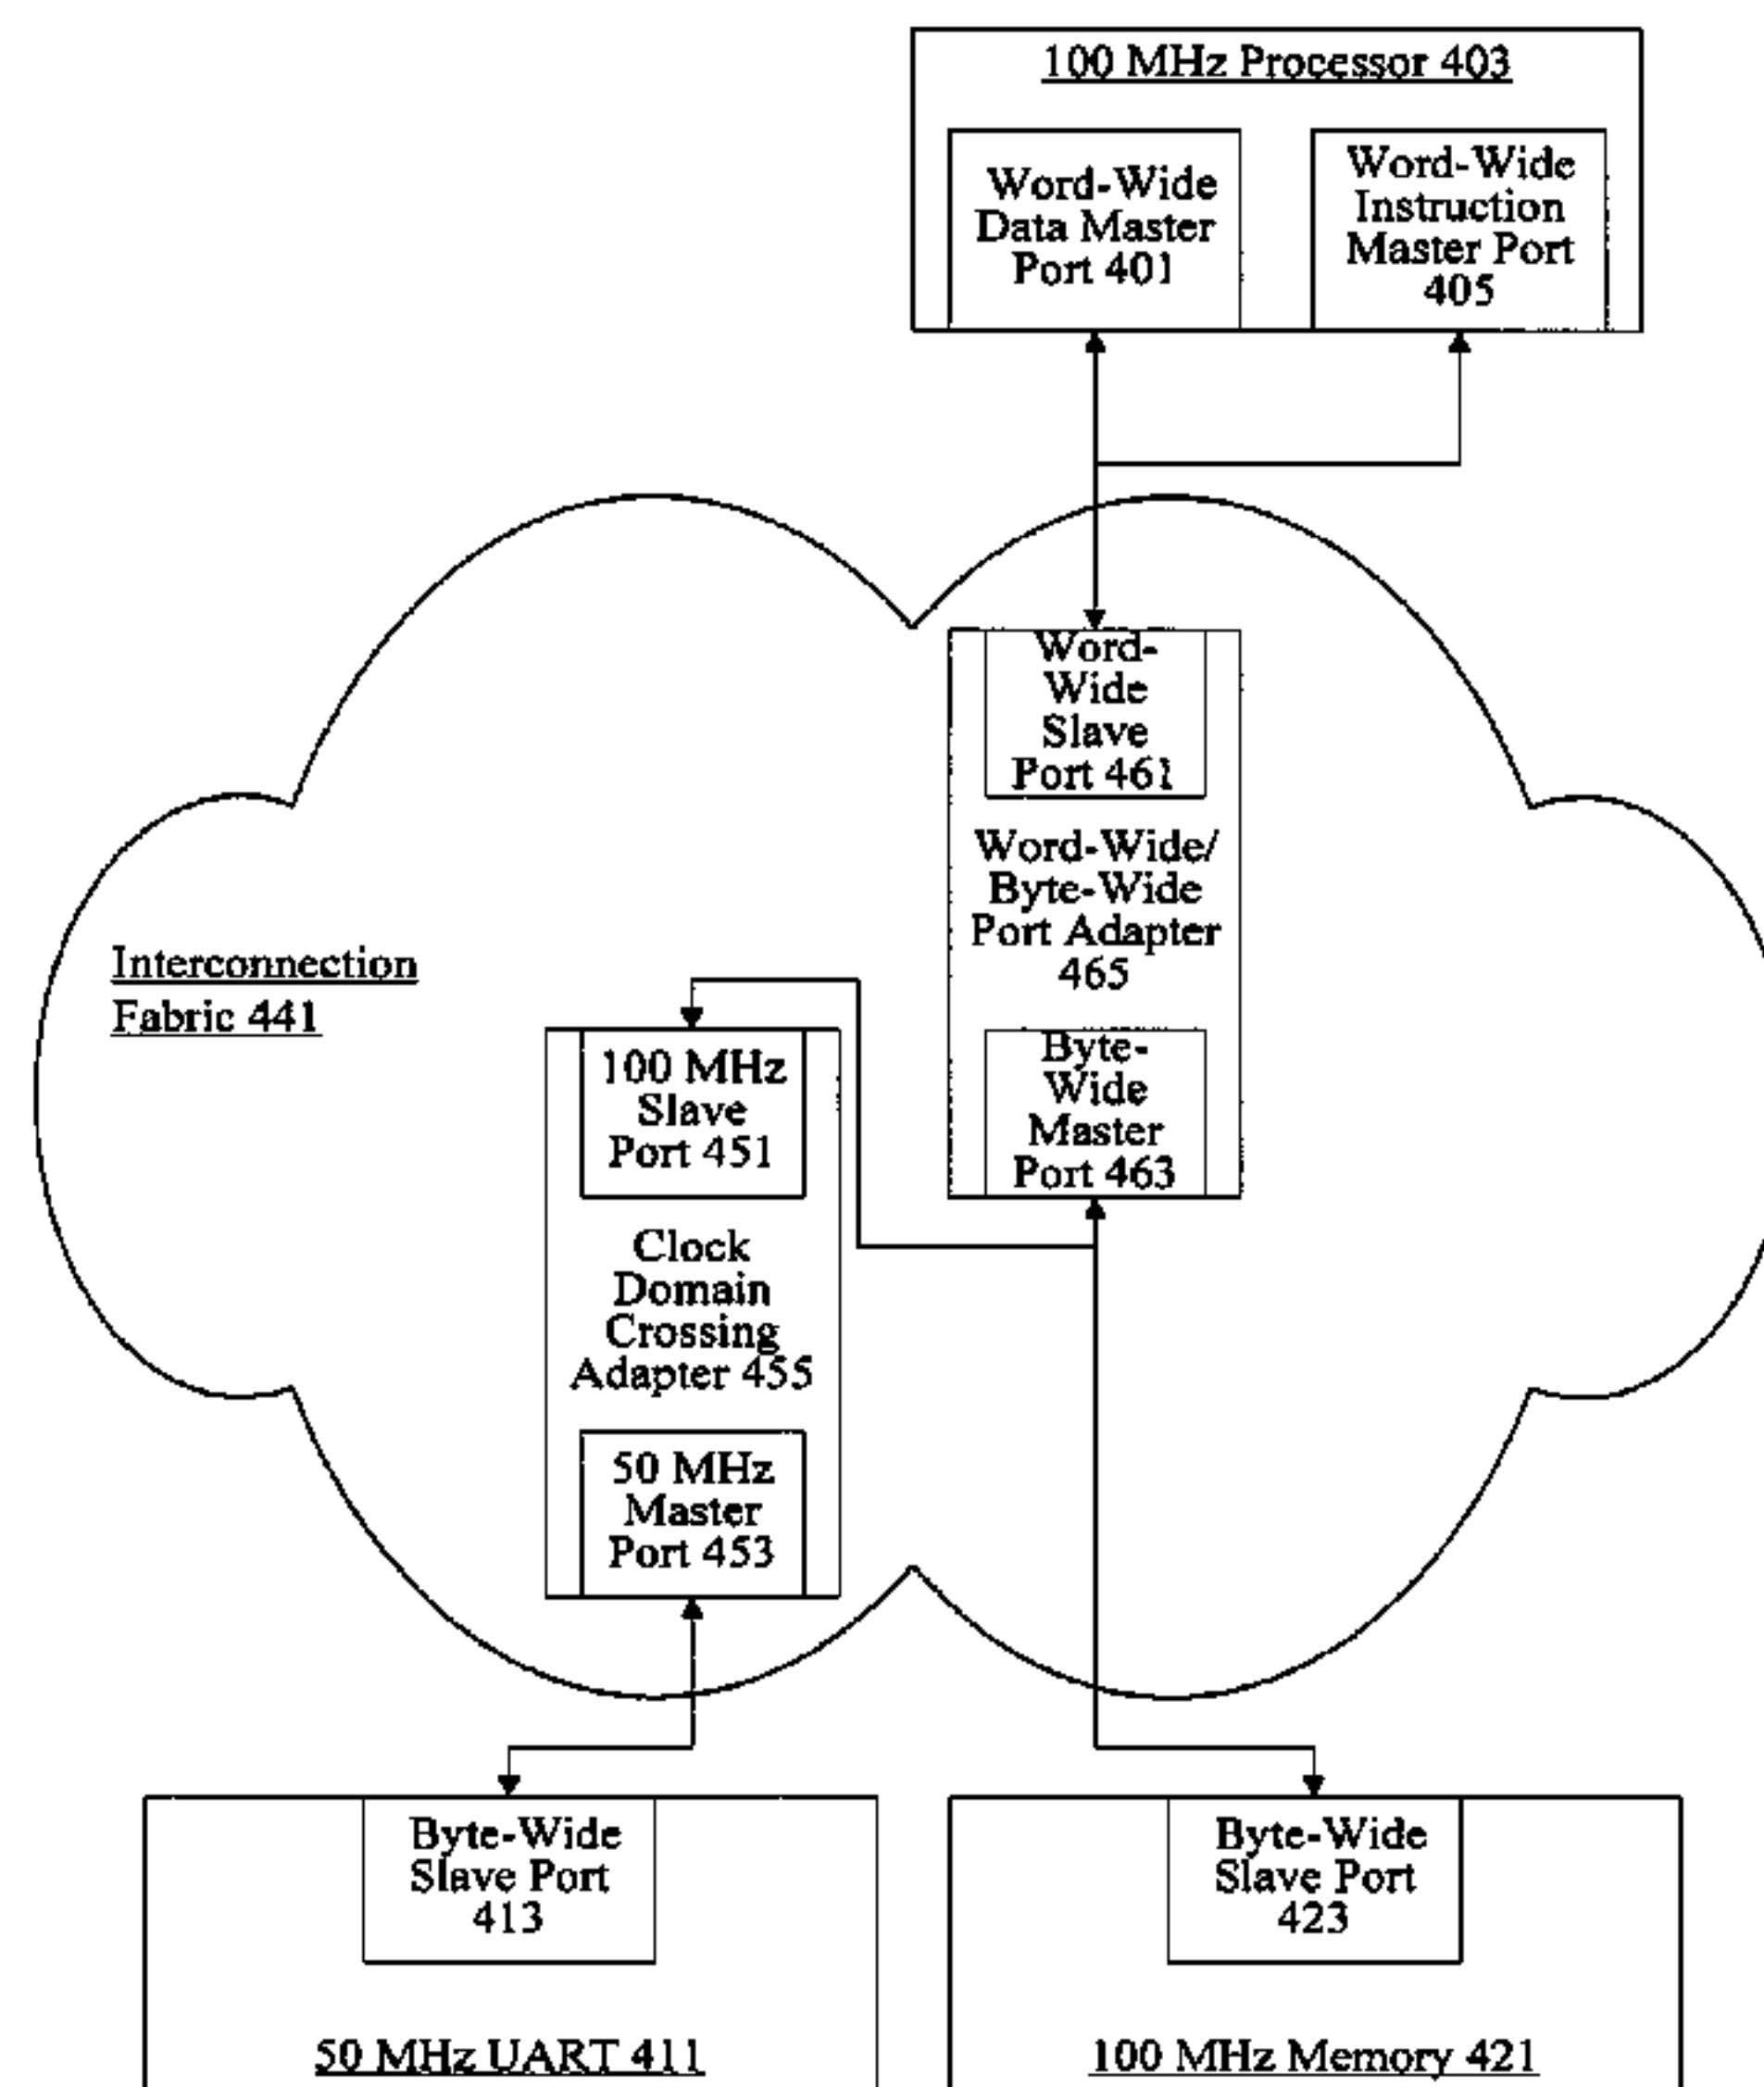 100 MHz Processor 403
Word-Wide
Data Master
Port 401
Word-Wide
Instruction
Master Port
405
Word-
Wide
Slave
Port 461
Word-Wide/
Byte-Wide
Port Adapter
465
Byte-
Wide
Master
Port 463
Interconnection
Fabric 441
100 MHz
Slave
Port 451
Clock
Domain
Crossing
Adapter 455
50 MHz
Master
Port 453
Byte-Wide
Slave Port
413
50 MHz UART 411
Byte-Wide
Slave Port
423
100 MHz Memory 421